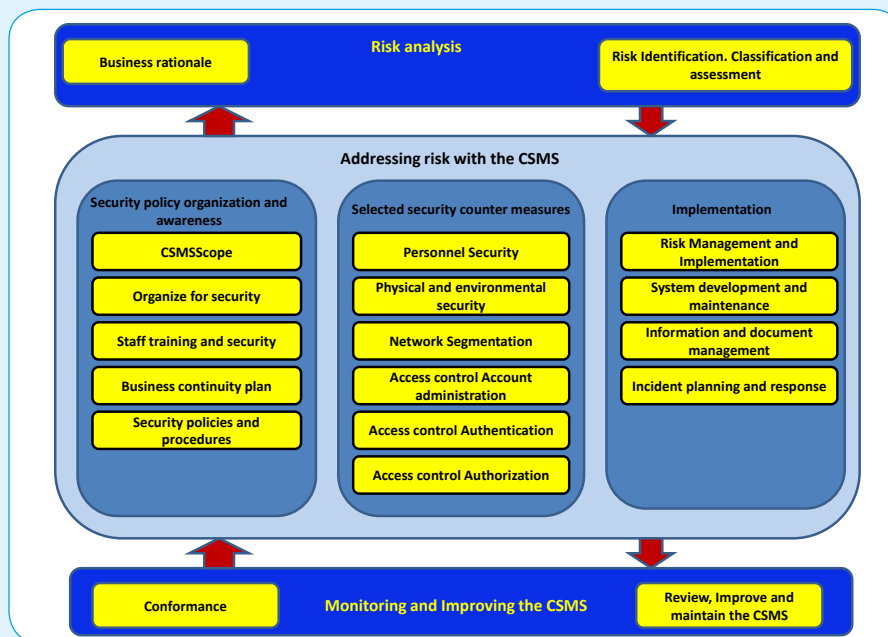 Risk analysis
Business rationale
Risk Identification. Classification and
assessment
Addressing risk with the CSMS
Security policy organization and
awareness
CSMSScope
Organize for security
Staff training and security
Business continuity plan
Security policies and
procedures
Selected security counter measures
Personnel Security
Physical and environmental
security
Network Segmentation
Access control Account
administration
Access control Authentication
Access control Authorization
Implementation
Risk Management and
Implementation
System development and
maintenance
Information and document
management
Incident planning and response
Conformance
Monitoring and Improving the CSMS
Review, Improve and
maintain the CSMS